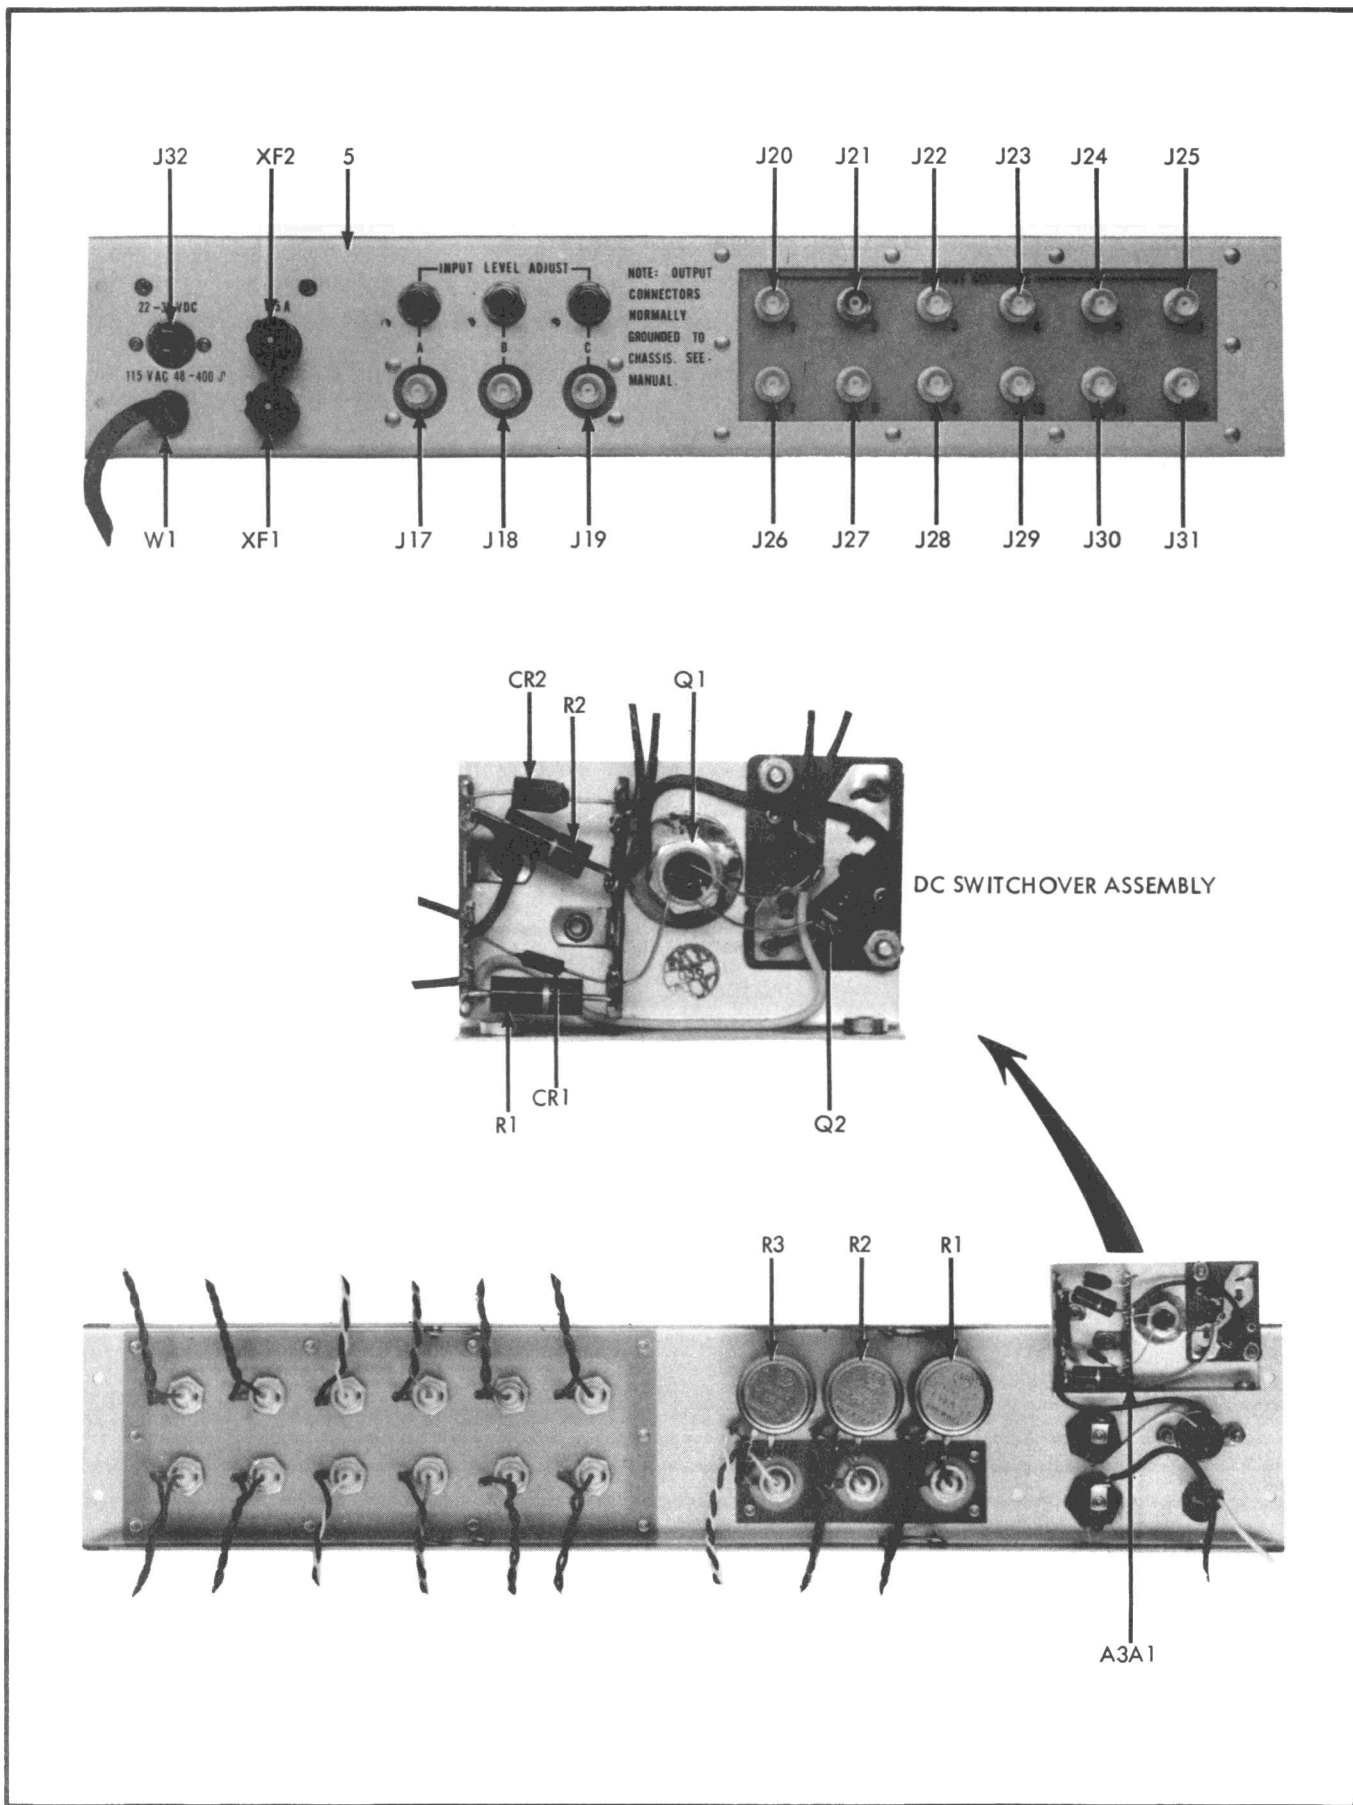 J32 XF2 5 J20 J21 J22 J23 J24 J25
INPUT LEVEL ADJUST
NOTE: OUTPUT
CONNECTORS
NORMALLY
GROUNDED TO
CHASSIS. SEE
MANUAL.
A B C
115 VAC 48-400
W1 XF1 J17 J18 J19 J26 J27 J28 J29 J30 J31
CR2 R2 Q1
DC SWITCHOVER ASSEMBLY
R1 CR1 Q2
R3 R2 R1
A3A1